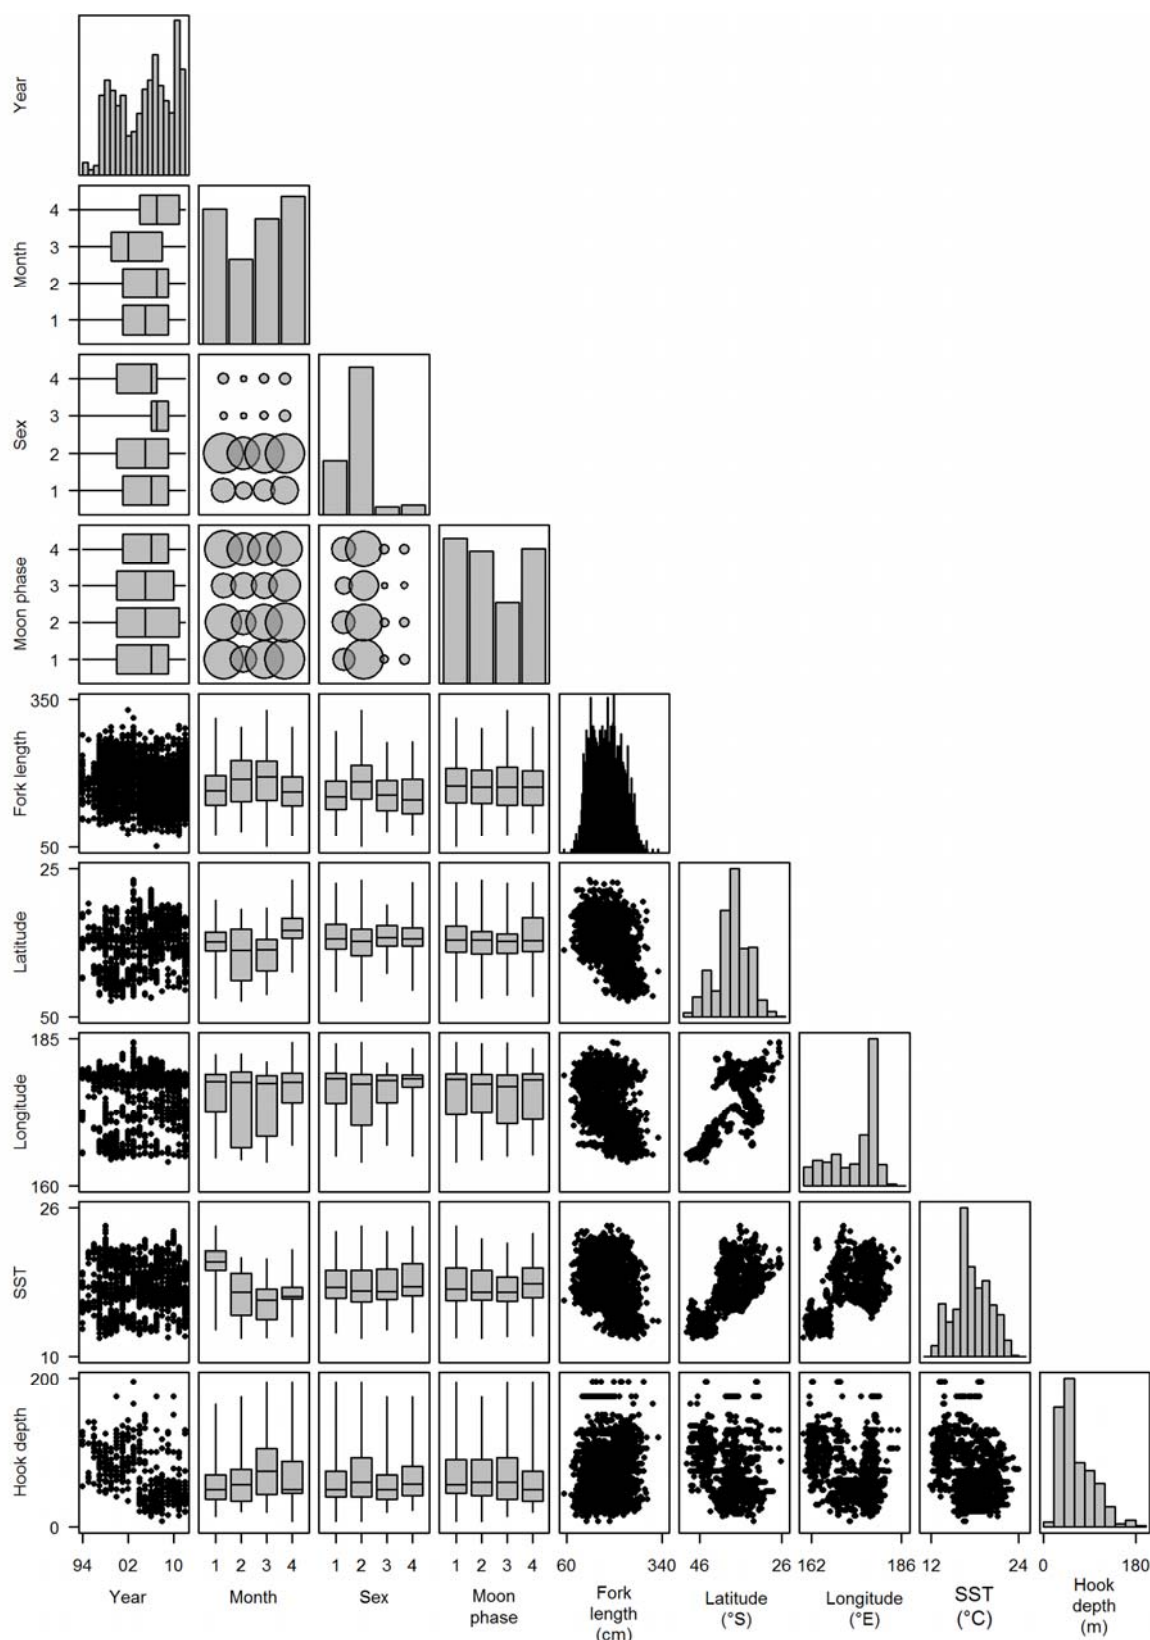 Year
4
3
2
1
Month
4
3
2
1
Sex
4
3
2
1
Moon phase
350
50
Fork length
25
50
Latitude
185
160
Longitude
26
10
SST
200
0
Hook depth
94 02 10 1 2 3 4 1 2 3 4 1 2 3 4 60 340 46 26 162 186 12 24 0 180
Year Month Sex Moon phase Fork length (cm) Latitude (°S) Longitude (°E) SST (°C) Hook depth (m)